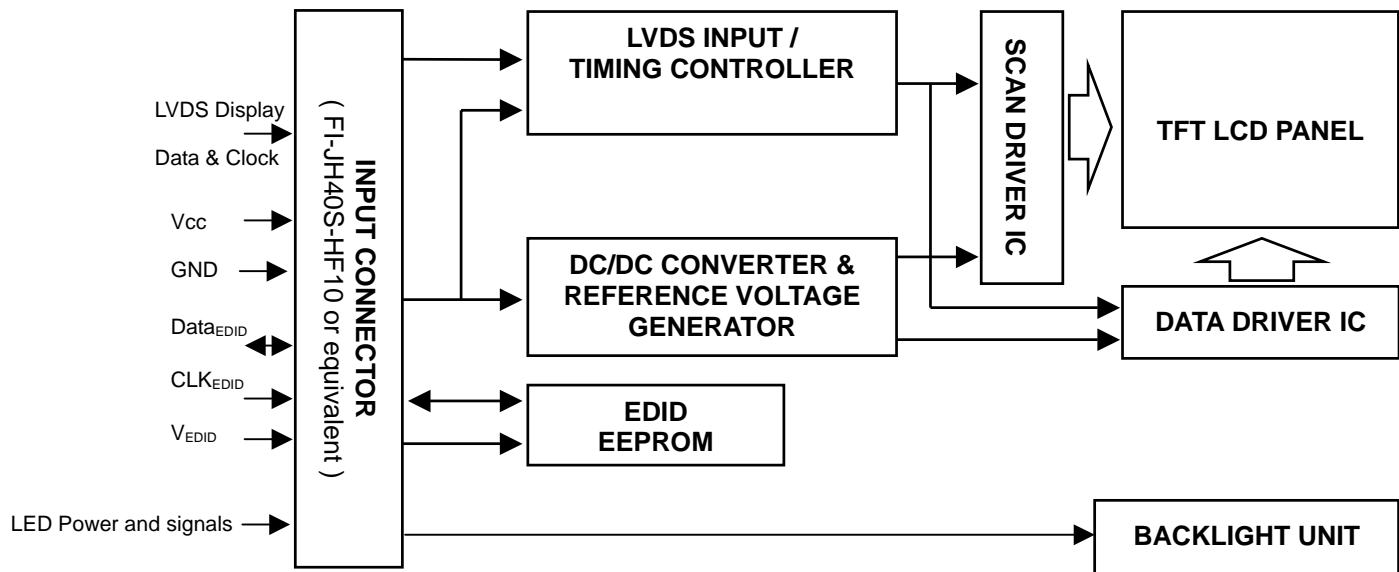 LVDS Display
Data & Clock
Vcc
GND
DataEDID
CLKEDID
VEDID
LED Power and signals
INPUT CONNECTOR
( FI-JH40S-HF10 or equivalent )
LVDS INPUT /
TIMING CONTROLLER
DC/DC CONVERTER &
REFERENCE VOLTAGE
GENERATOR
EDID
EEPROM
SCAN DRIVER IC
TFT LCD PANEL
DATA DRIVER IC
BACKLIGHT UNIT